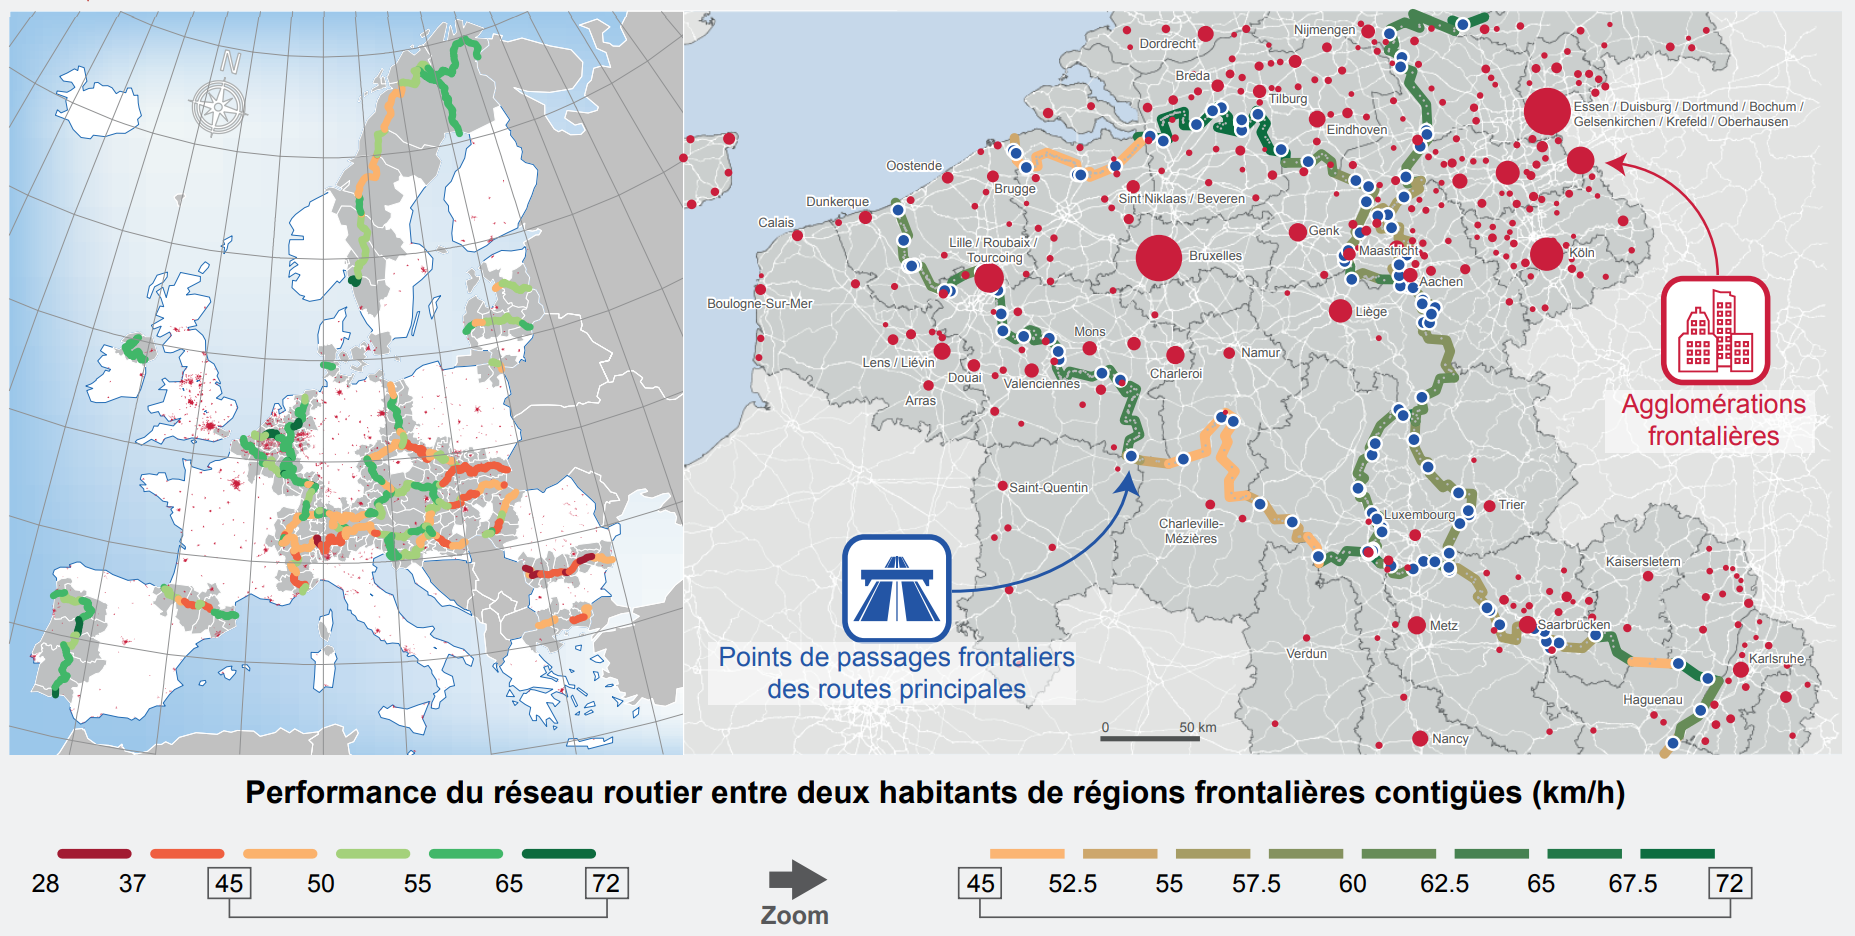 N
Dordrecht
Nijmegen
Breda
Tilburg
Essen / Duisburg / Dortmund / Bochum /
Gelsenkirchen / Krefeld / Oberhausen
Eindhoven
Oostende
Brugge
Sint Niklaas / Beveren
Dunkerque
Calais
Lille / Roubaix /
Tourcoing
Genk
Maastricht
Bruxelles
Köln
Aachen
Boulogne-Sur-Mer
Liège
Mons
Lens / Liévin
Douai
Valenciennes
Charleroi
Namur
Arras
Agglomérations
frontalières
Saint-Quentin
Charleville-
Mézières
Luxembourg
Trier
Kaisersletern
Points de passages frontaliers
des routes principales
Metz
Saarbrücken
Verdun
Karlsruhe
Haguenau
Nancy
0 50 km
Performance du réseau routier entre deux habitants de régions frontalières contigües (km/h)
28 37 45 50 55 65 72
Zoom
45 52.5 55 57.5 60 62.5 65 67.5 72